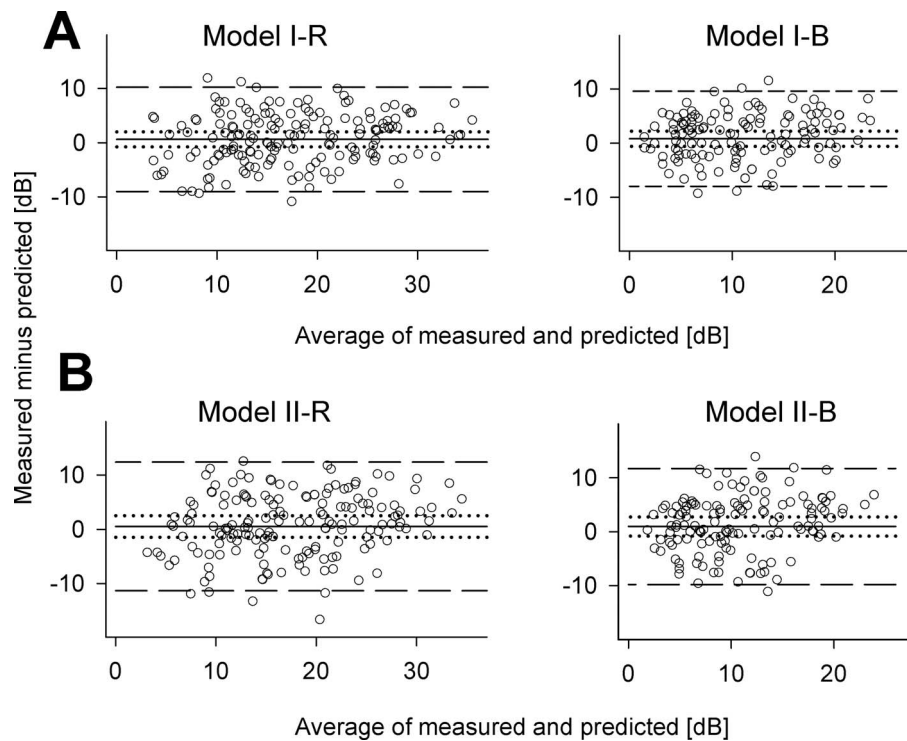 A
Model I-R
Model I-B
10
0
-10
0 10 20 30
10
0
-10
0 10 20
Average of measured and predicted [dB]
Measured minus predicted [dB]
B
Model II-R
Model II-B
10
0
-10
0 10 20 30
10
0
-10
0 10 20
Average of measured and predicted [dB]